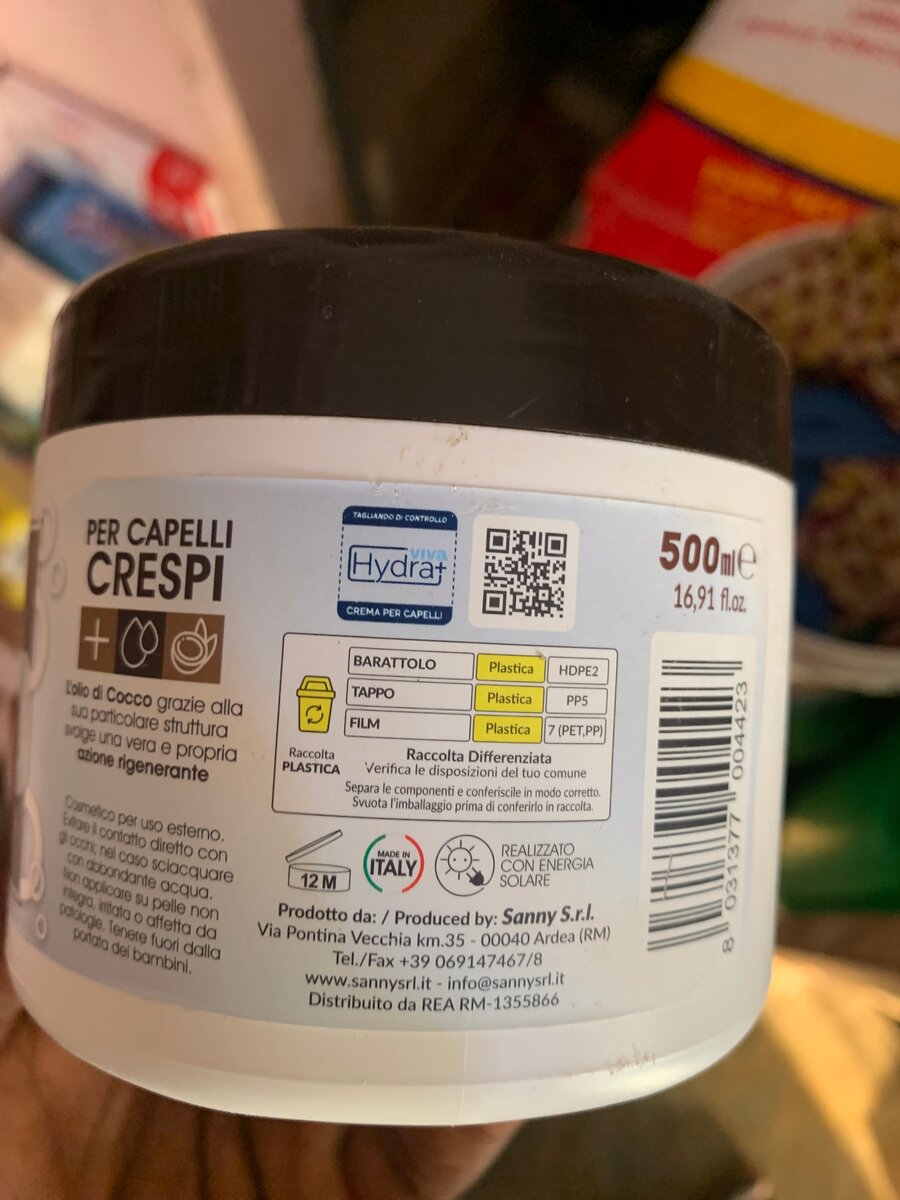 PER CAPELLI
CRESPI
L'olio di Cocco grazie alla
sua particolare struttura
svolge una vera e propria
azione rigenerante
Cosmetico per uso esterno.
Evitare il contatto diretto con
gli occhi; nel caso sciacquare
con abbondante acqua.
Non applicare su pelle non
integra, irritata o affetta da
patologie. Tenere fuori dalla
portata dei bambini.
TAGLIANDO DI CONTROLLO
viva
Hydra+
CREMA PER CAPELLI
500ml e
16,91 fl.oz.
BARATTOLO Plastica HDPE2
TAPPO Plastica PP5
FILM Plastica 7 (PET,PP)
Raccolta
PLASTICA
Raccolta Differenziata
Verifica le disposizioni del tuo comune
Separa le componenti e conferiscile in modo corretto.
Svuota l'imballaggio prima di conferirlo in raccolta.
12 M
MADE IN
ITALY
REALIZZATO
CON ENERGIA
SOLARE
Prodotto da: / Produced by: Sanny S.r.l.
Via Pontina Vecchia km.35 - 00040 Ardea (RM)
Tel./Fax +39 069147467/8
www.sannysrl.it - info@sannysrl.it
Distribuito da REA RM-1355866
8 031377 004423